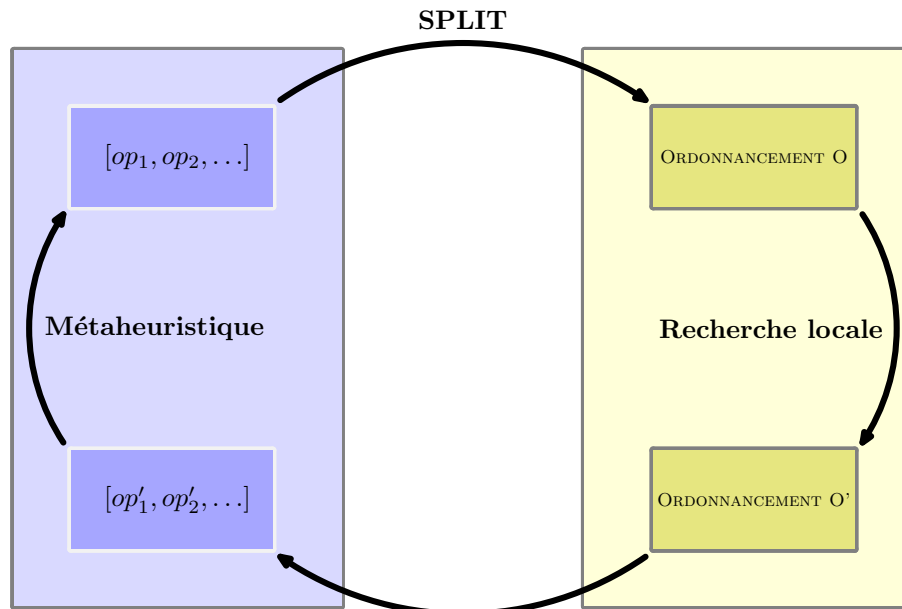 SPLIT
[op₁, op₂, …]
ORDONNANCEMENT O
Métaheuristique
Recherche locale
[op′₁, op′₂, …]
ORDONNANCEMENT O'